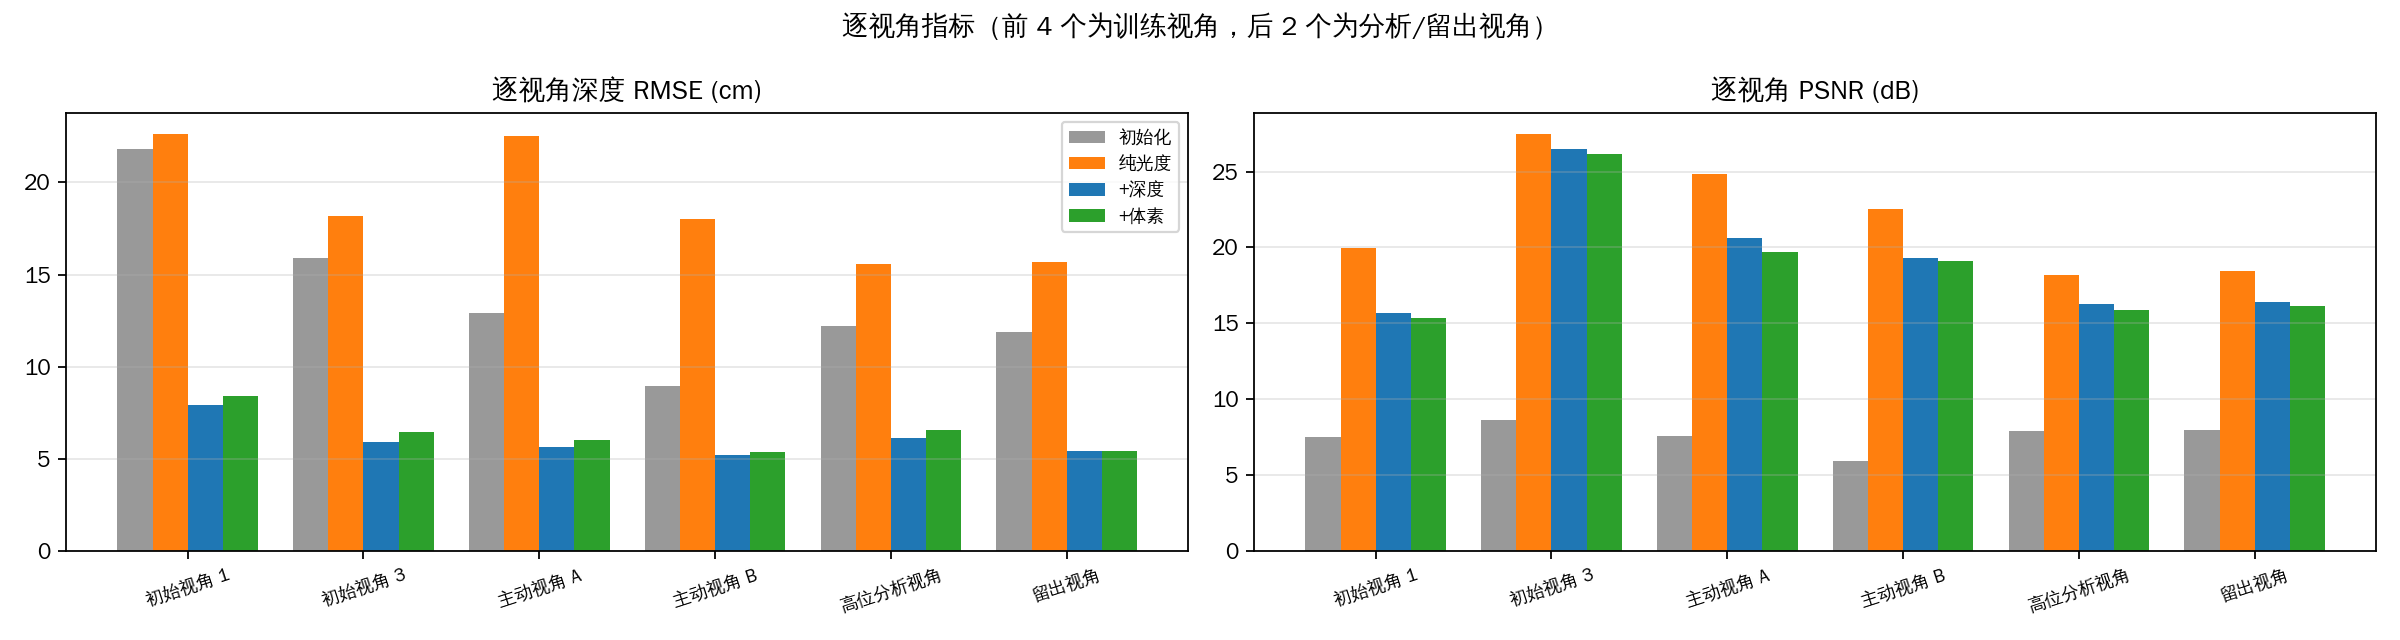 逐视角指标（前 4 个为训练视角，后 2 个为分析/留出视角）
逐视角深度 RMSE (cm)
20
15
10
5
0
初始化
纯光度
+深度
+体素
初始视角 1
初始视角 3
主动视角 A
主动视角 B
高位分析视角
留出视角
逐视角 PSNR (dB)
25
20
15
10
5
0
初始视角 1
初始视角 3
主动视角 A
主动视角 B
高位分析视角
留出视角